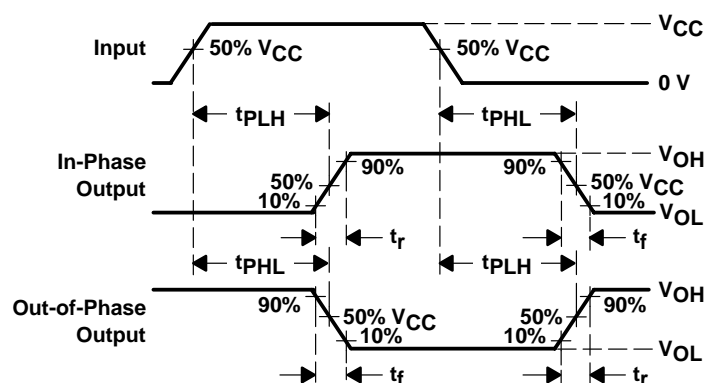 Input
50% VCC
50% VCC
VCC
0 V
tPLH
tPHL
In-Phase
Output
50%
10%
90%
90%
VOH
50% VCC
10%
VOL
tr
tf
tPHL
tPLH
Out-of-Phase
Output
90%
50% VCC
10%
50%
10%
VOH
90%
VOL
tf
tr